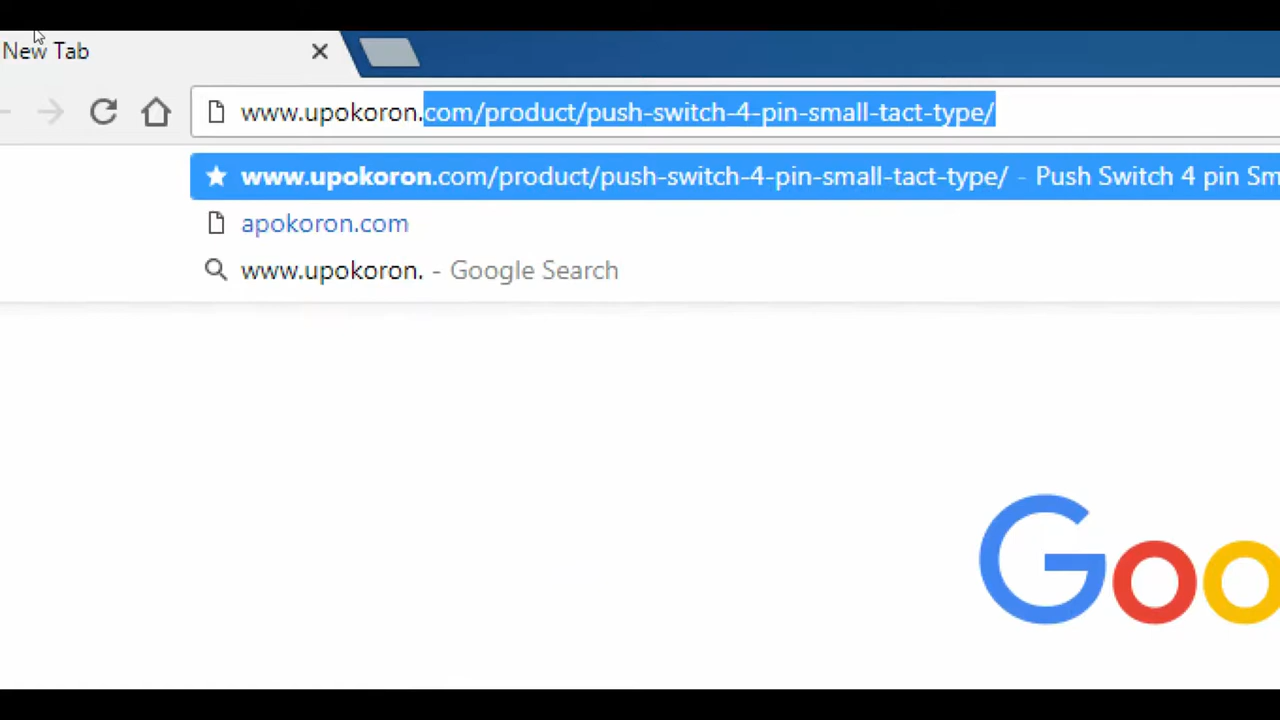 New Tab
www.upokoron.com/product/push-switch-4-pin-small-tact-type/
www.upokoron.com/product/push-switch-4-pin-small-tact-type/ - Push Switch 4 pin Sm
apokoron.com
www.upokoron. - Google Search
Goo